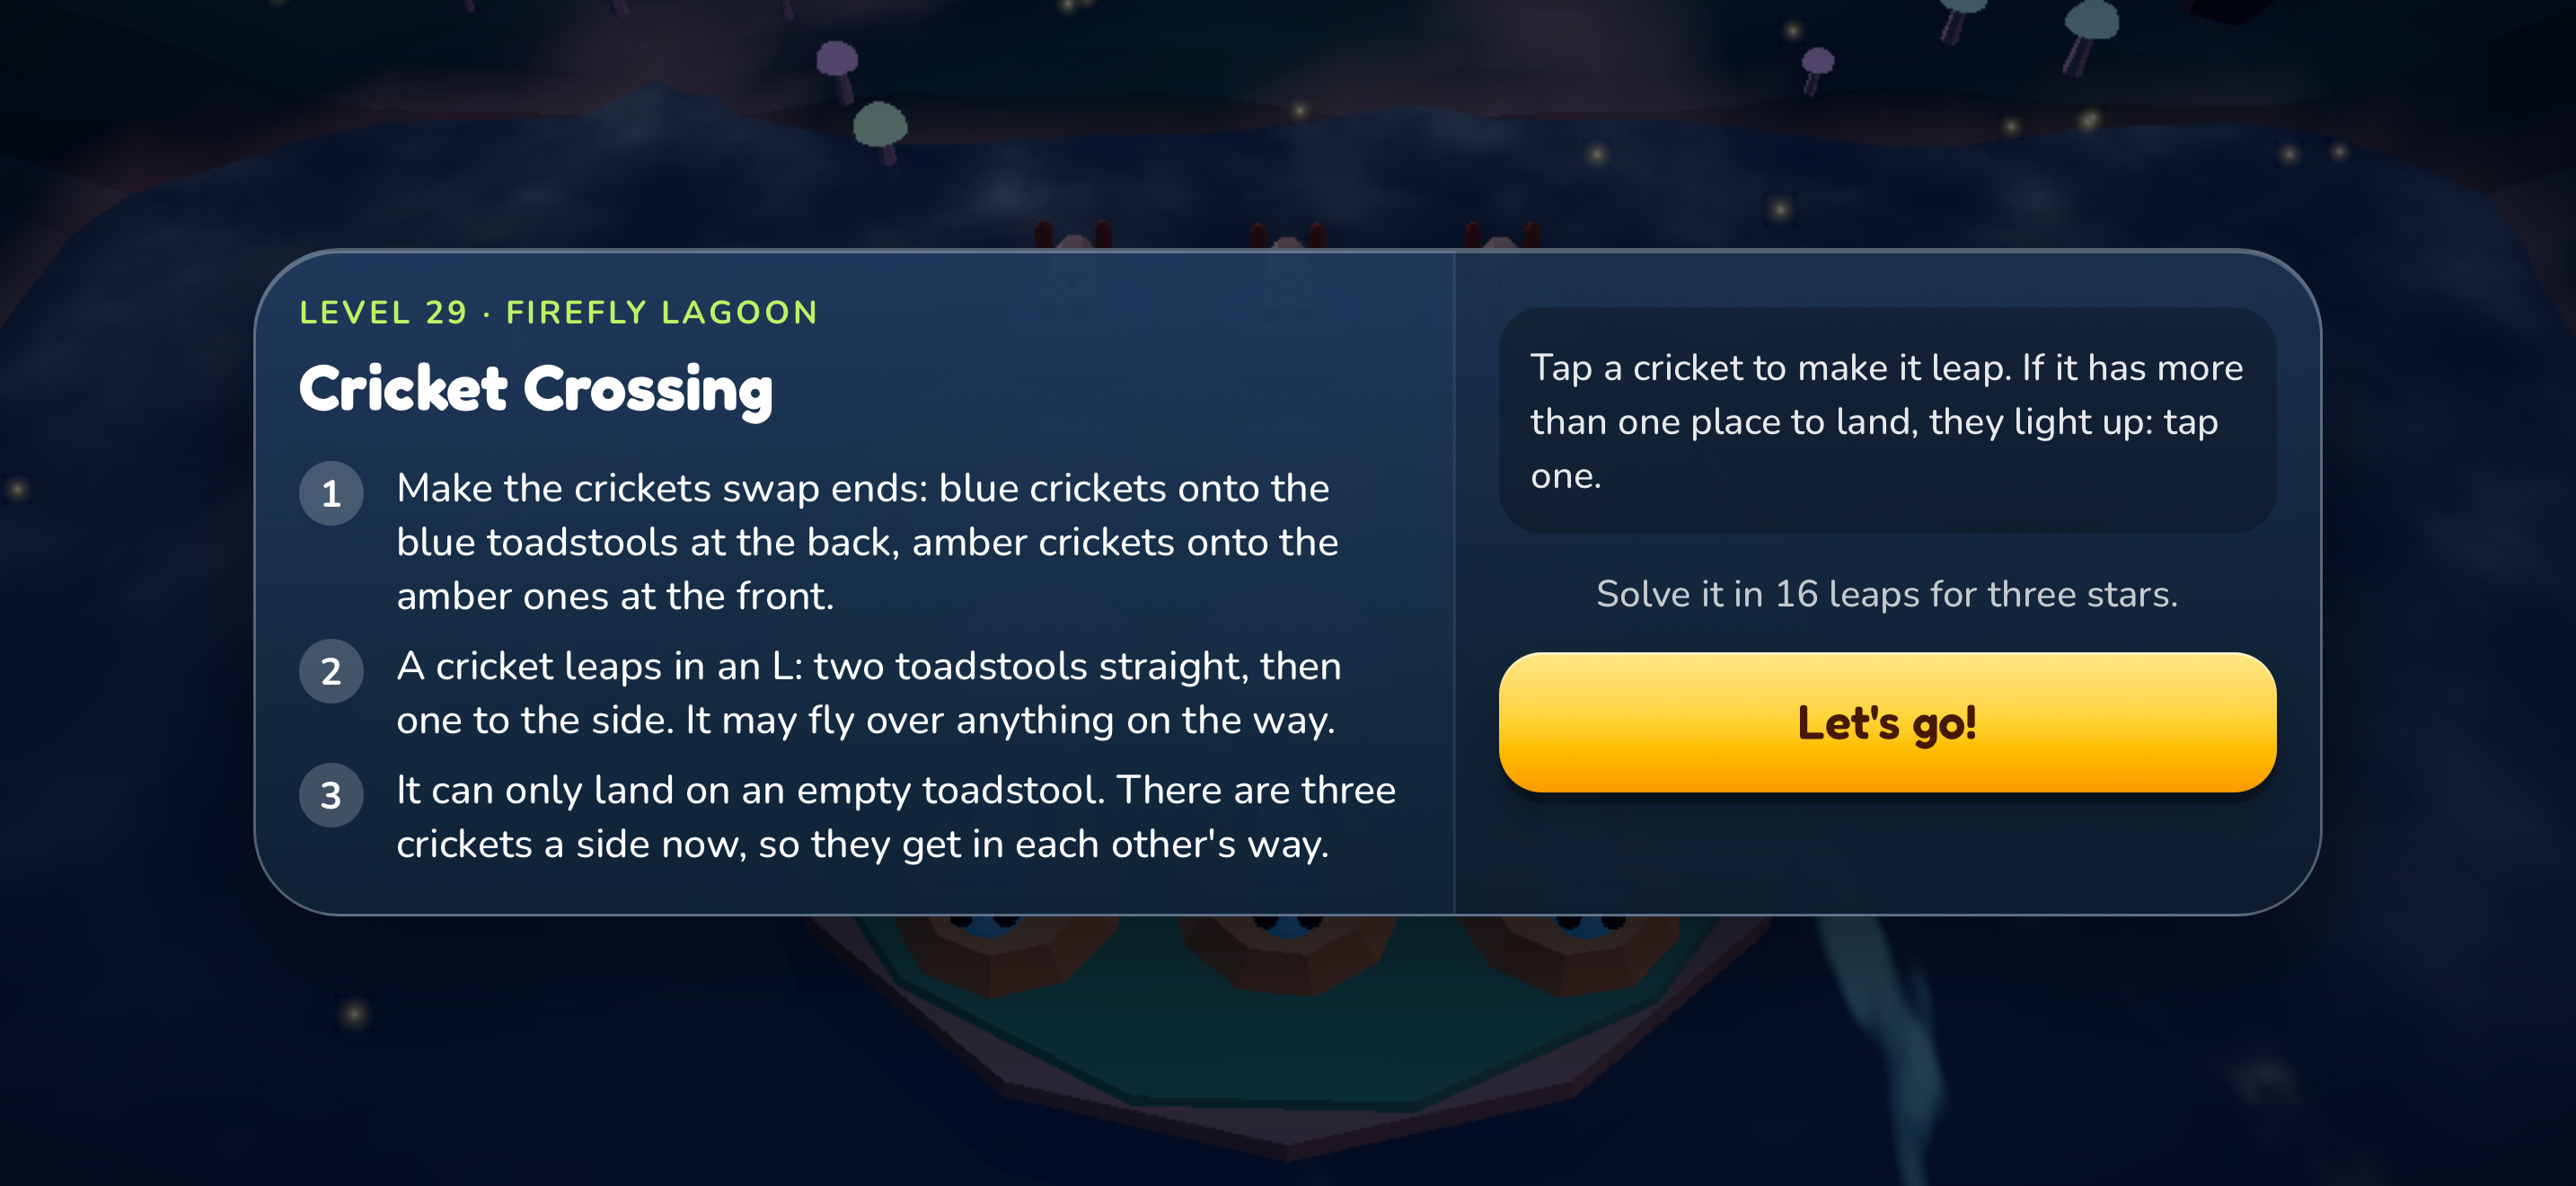 LEVEL 29 · FIREFLY LAGOON
Cricket Crossing
1 Make the crickets swap ends: blue crickets onto the
blue toadstools at the back, amber crickets onto the
amber ones at the front.
2 A cricket leaps in an L: two toadstools straight, then
one to the side. It may fly over anything on the way.
3 It can only land on an empty toadstool. There are three
crickets a side now, so they get in each other's way.
Tap a cricket to make it leap. If it has more
than one place to land, they light up: tap
one.
Solve it in 16 leaps for three stars.
Let's go!